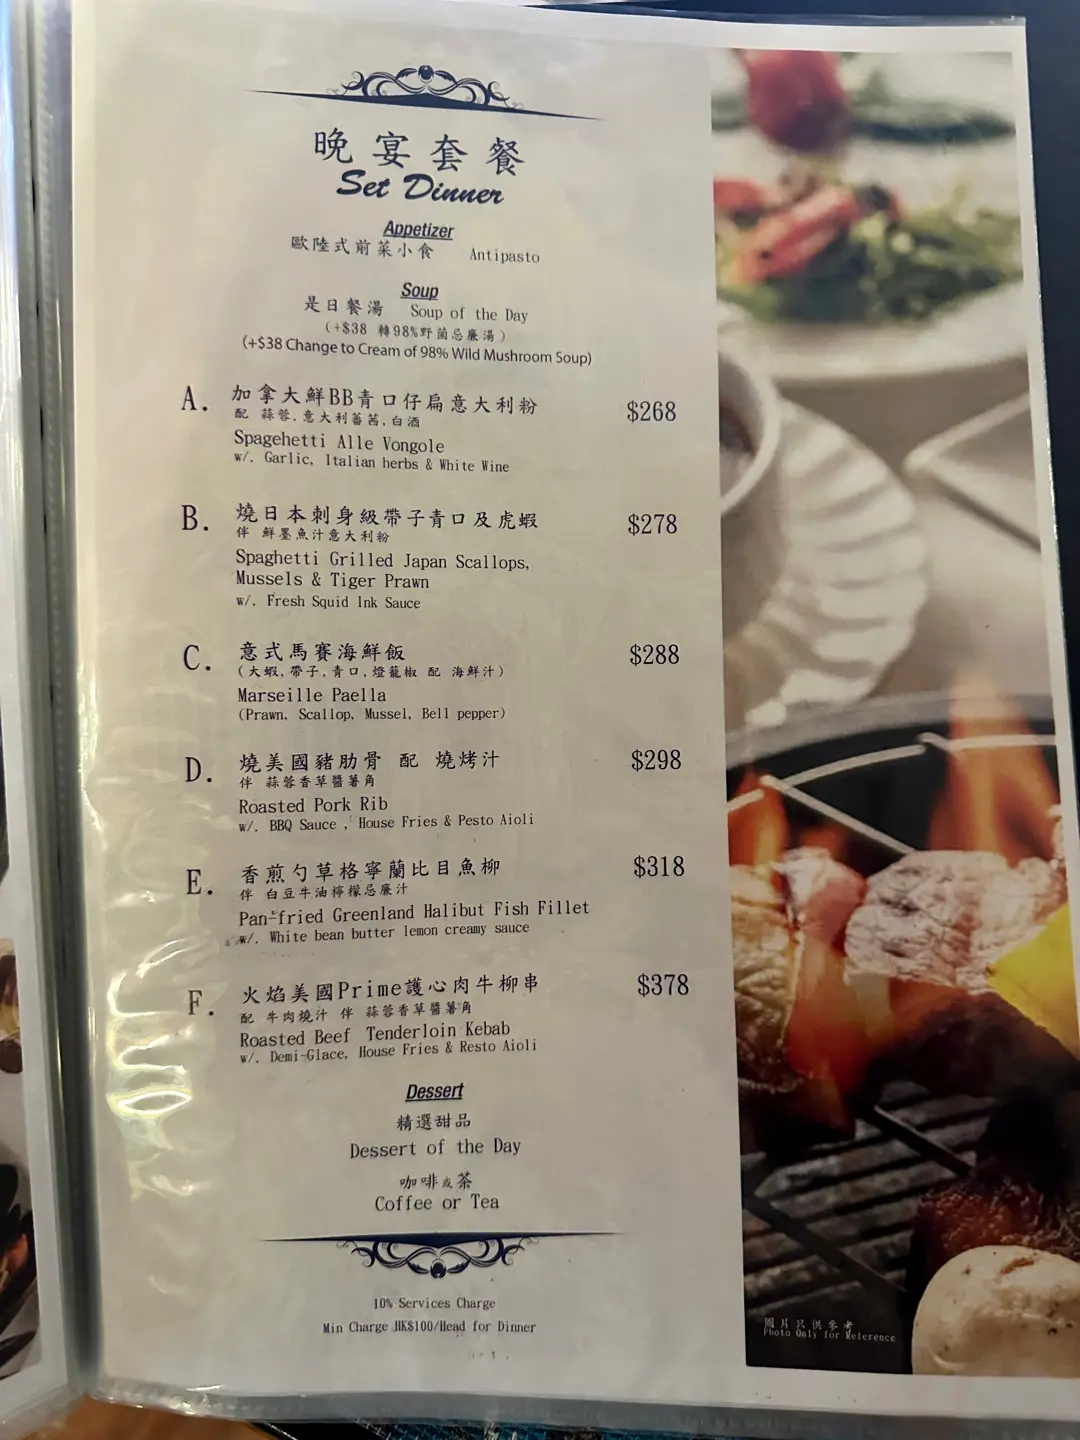 晚宴套餐
Set Dinner
Appetizer
歐陸式前菜小食 Antipasto
Soup
是日餐湯 Soup of the Day
(+$38 轉98%野菌忌廉湯)
(+$38 Change to Cream of 98% Wild Mushroom Soup)
A. 加拿大鮮BB青口仔扁意大利粉 $268
配 蒜蓉,意大利蕃茜,白酒
Spagehetti Alle Vongole
w/. Garlic, Italian herbs & White Wine
B. 燒日本刺身級帶子青口及虎蝦 $278
伴 鮮墨魚汁意大利粉
Spaghetti Grilled Japan Scallops,
Mussels & Tiger Prawn
w/. Fresh Squid Ink Sauce
C. 意式馬賽海鮮飯 $288
(大蝦,帶子,青口,燈籠椒 配 海鮮汁)
Marseille Paella
(Prawn, Scallop, Mussel, Bell pepper)
D. 燒美國豬肋骨 配 燒烤汁 $298
伴 蒜蓉香草醬薯角
Roasted Pork Rib
w/. BBQ Sauce , House Fries & Pesto Aioli
E. 香煎勺草格寧蘭比目魚柳 $318
伴 白豆牛油檸檬忌廉汁
Pan-fried Greenland Halibut Fish Fillet
w/. White bean butter lemon creamy sauce
F. 火焰美國Prime護心肉牛柳串 $378
配 牛肉燒汁 伴 蒜蓉香草醬薯角
Roasted Beef Tenderloin Kebab
w/. Demi-Glace, House Fries & Resto Aioli
Dessert
精選甜品
Dessert of the Day
咖啡或茶
Coffee or Tea
10% Services Charge
Min Charge HK$100/Head for Dinner
圖片只供參考
Photo Only for Reference